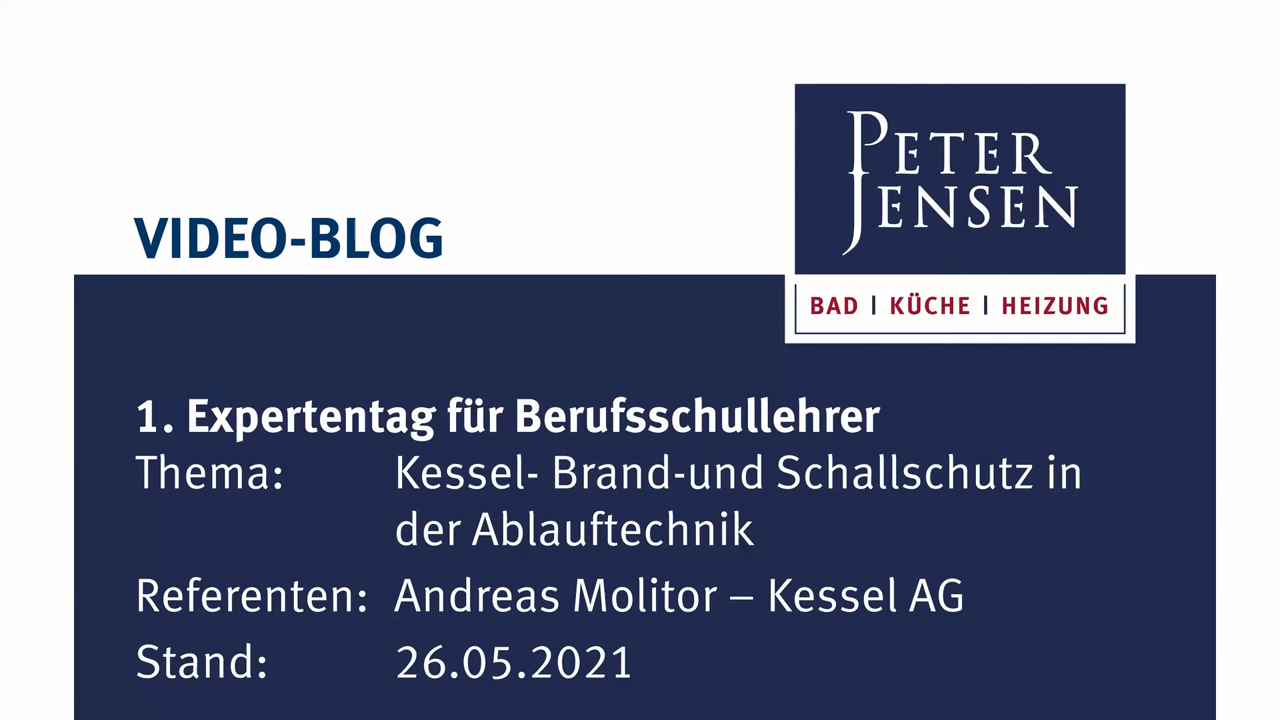 PETER
JENSEN
VIDEO-BLOG
BAD | KÜCHE | HEIZUNG
1. Expertentag für Berufsschullehrer
Thema: Kessel- Brand-und Schallschutz in
der Ablauftechnik
Referenten: Andreas Molitor – Kessel AG
Stand: 26.05.2021